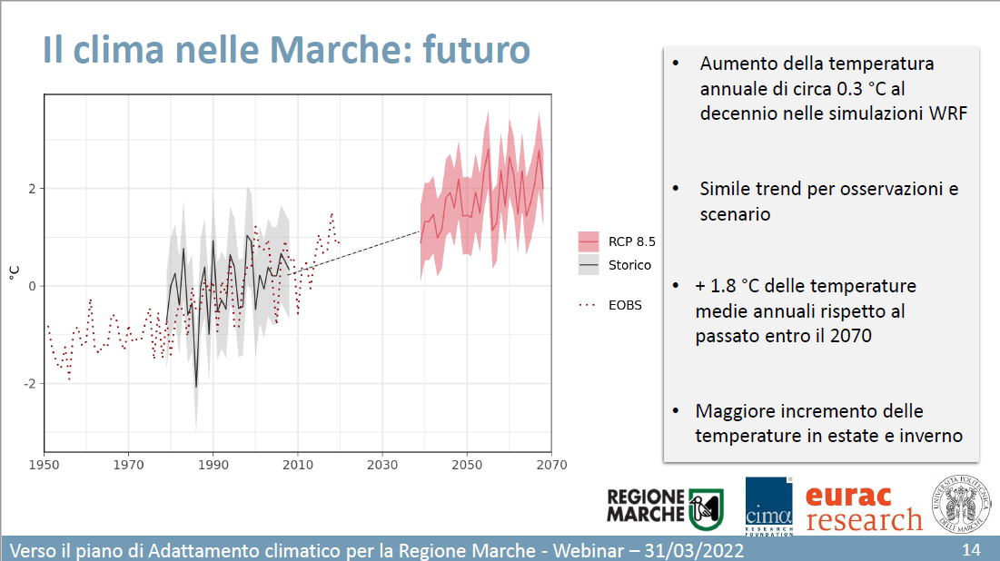 Il clima nelle Marche: futuro
• Aumento della temperatura
annuale di circa 0.3 °C al
decennio nelle simulazioni WRF
• Simile trend per osservazioni e
scenario
• + 1.8 °C delle temperature
medie annuali rispetto al
passato entro il 2070
• Maggiore incremento delle
temperature in estate e inverno
°C
2
0
-2
1950 1970 1990 2010 2030 2050 2070
RCP 8.5
Storico
EOBS
REGIONE
MARCHE
cima
RESEARCH
FOUNDATION
eurac
research
UNIVERSITÀ POLITECNICA
DELLE MARCHE
Verso il piano di Adattamento climatico per la Regione Marche - Webinar – 31/03/2022
14